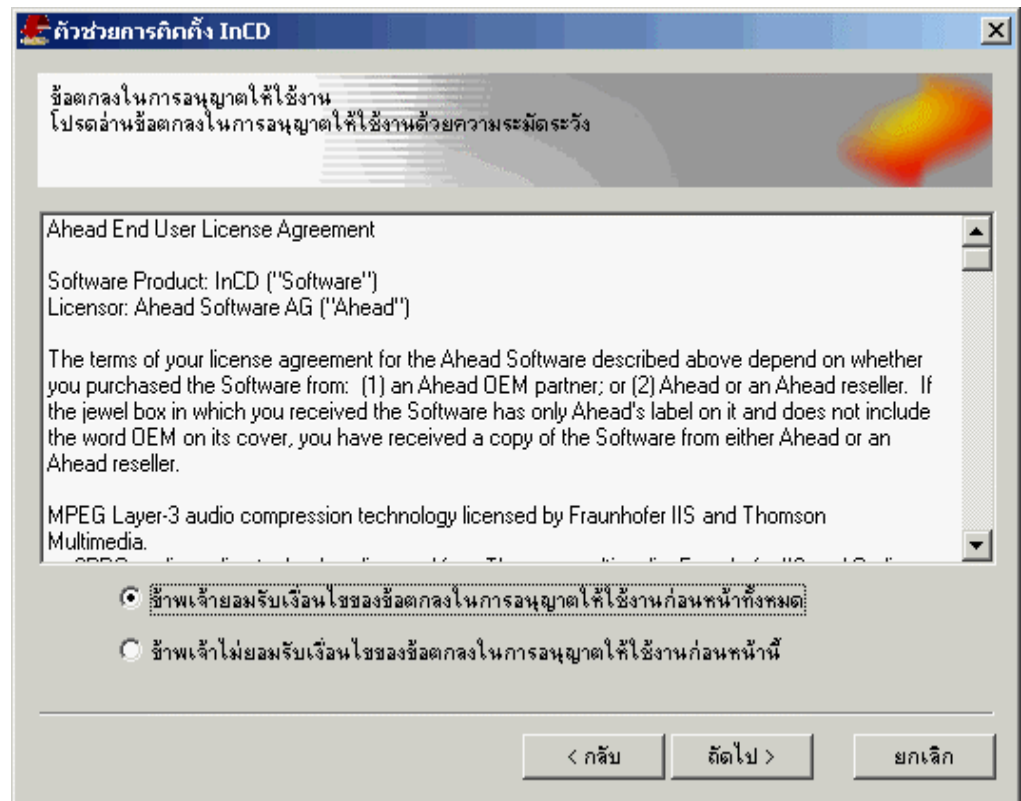 ตัวช่วยการติดตั้ง InCD
ข้อตกลงในการอนุญาตให้ใช้งาน
โปรดอ่านข้อตกลงในการอนุญาตให้ใช้งานด้วยความระมัดระวัง
Ahead End User License Agreement
Software Product: InCD ("Software")
Licensor: Ahead Software AG ("Ahead")
The terms of your license agreement for the Ahead Software described above depend on whether
you purchased the Software from:  (1) an Ahead OEM partner; or (2) Ahead or an Ahead reseller.  If
the jewel box in which you received the Software has only Ahead's label on it and does not include
the word OEM on its cover, you have received a copy of the Software from either Ahead or an
Ahead reseller.
MPEG Layer-3 audio compression technology licensed by Fraunhofer IIS and Thomson
Multimedia.
ข้าพเจ้ายอมรับเงื่อนไขของข้อตกลงในการอนุญาตให้ใช้งานก่อนหน้าทั้งหมด
ข้าพเจ้าไม่ยอมรับเงื่อนไขของข้อตกลงในการอนุญาตให้ใช้งานก่อนหน้านี้
< กลับ
ถัดไป >
ยกเลิก